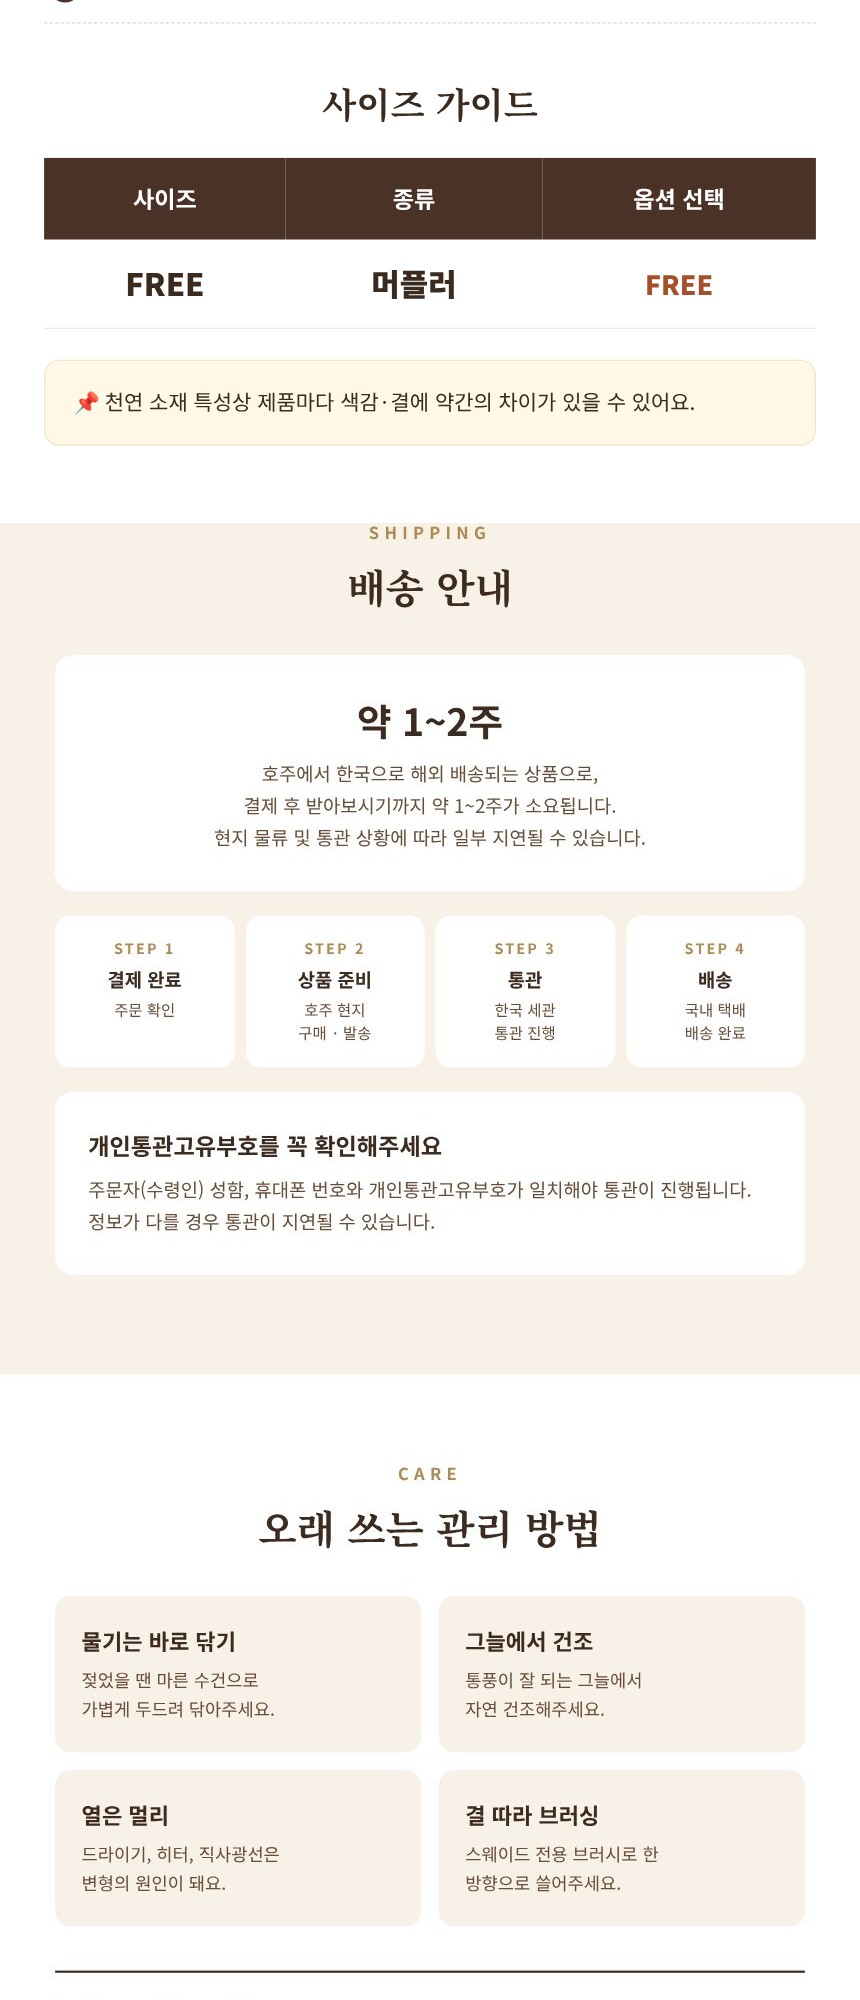 사이즈 가이드
사이즈 종류 옵션 선택
FREE 머플러 FREE
📌 천연 소재 특성상 제품마다 색감·결에 약간의 차이가 있을 수 있어요.
SHIPPING
배송 안내
약 1~2주
호주에서 한국으로 해외 배송되는 상품으로,
결제 후 받아보시기까지 약 1~2주가 소요됩니다.
현지 물류 및 통관 상황에 따라 일부 지연될 수 있습니다.
STEP 1
결제 완료
주문 확인
STEP 2
상품 준비
호주 현지
구매 · 발송
STEP 3
통관
한국 세관
통관 진행
STEP 4
배송
국내 택배
배송 완료
개인통관고유부호를 꼭 확인해주세요
주문자(수령인) 성함, 휴대폰 번호와 개인통관고유부호가 일치해야 통관이 진행됩니다.
정보가 다를 경우 통관이 지연될 수 있습니다.
CARE
오래 쓰는 관리 방법
물기는 바로 닦기
젖었을 땐 마른 수건으로
가볍게 두드려 닦아주세요.
그늘에서 건조
통풍이 잘 되는 그늘에서
자연 건조해주세요.
열은 멀리
드라이기, 히터, 직사광선은
변형의 원인이 돼요.
결 따라 브러싱
스웨이드 전용 브러시로 한
방향으로 쓸어주세요.